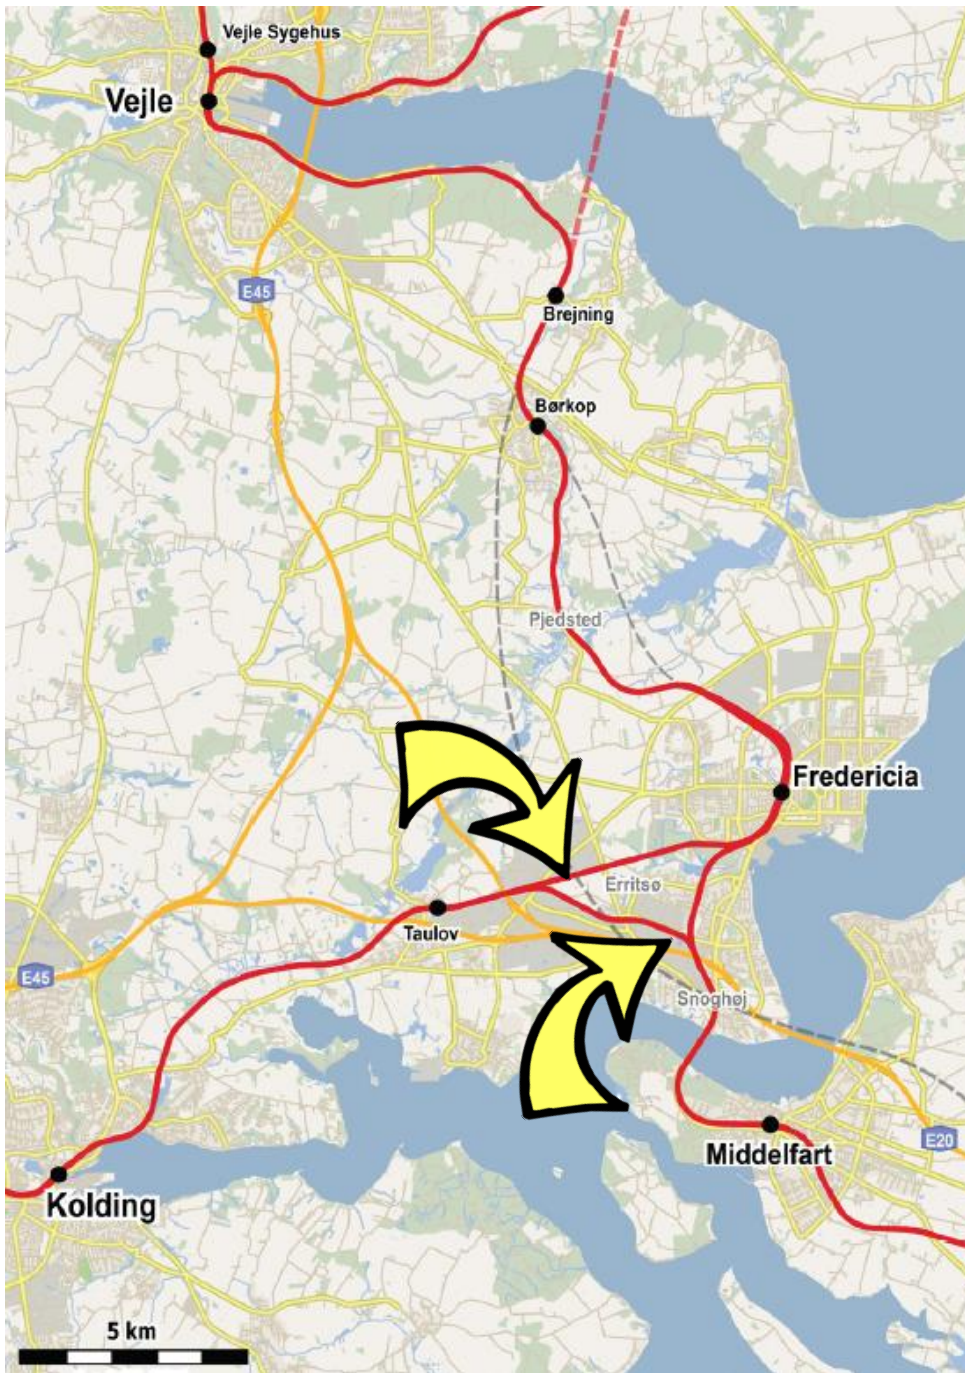 Vejle Sygehus
Vejle
E45
Brejning
Børkop
Pjedsted
Fredericia
Erritsø
Taulov
E45
Snoghøj
E20
Middelfart
Kolding
5 km